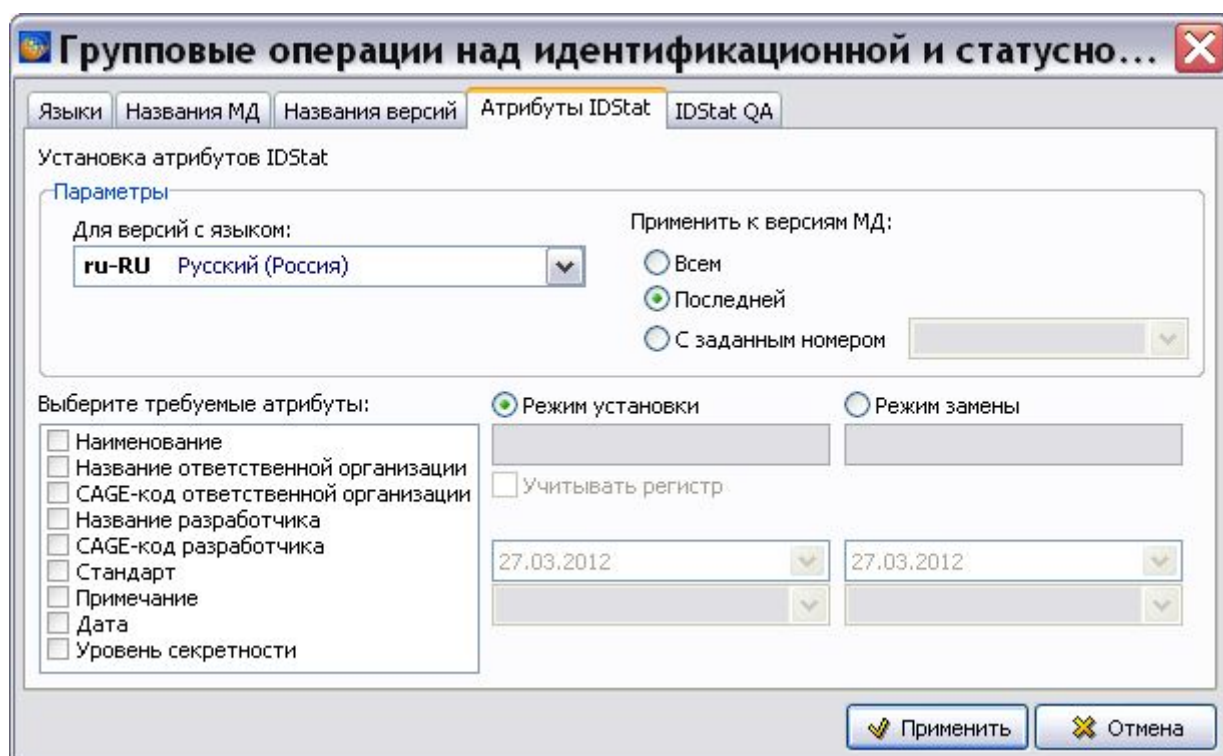 Групповые операции над идентификационной и статусно...
Языки Названия МД Названия версий Атрибуты IDStat IDStat QA
Установка атрибутов IDStat
Параметры
Для версий с языком:
ru-RU Русский (Россия)
Применить к версиям МД:
Всем
Последней
С заданным номером
Выберите требуемые атрибуты:
Наименование
Название ответственной организации
CAGE-код ответственной организации
Название разработчика
CAGE-код разработчика
Стандарт
Примечание
Дата
Уровень секретности
Режим установки
Учитывать регистр
27.03.2012
Режим замены
27.03.2012
Применить Отмена